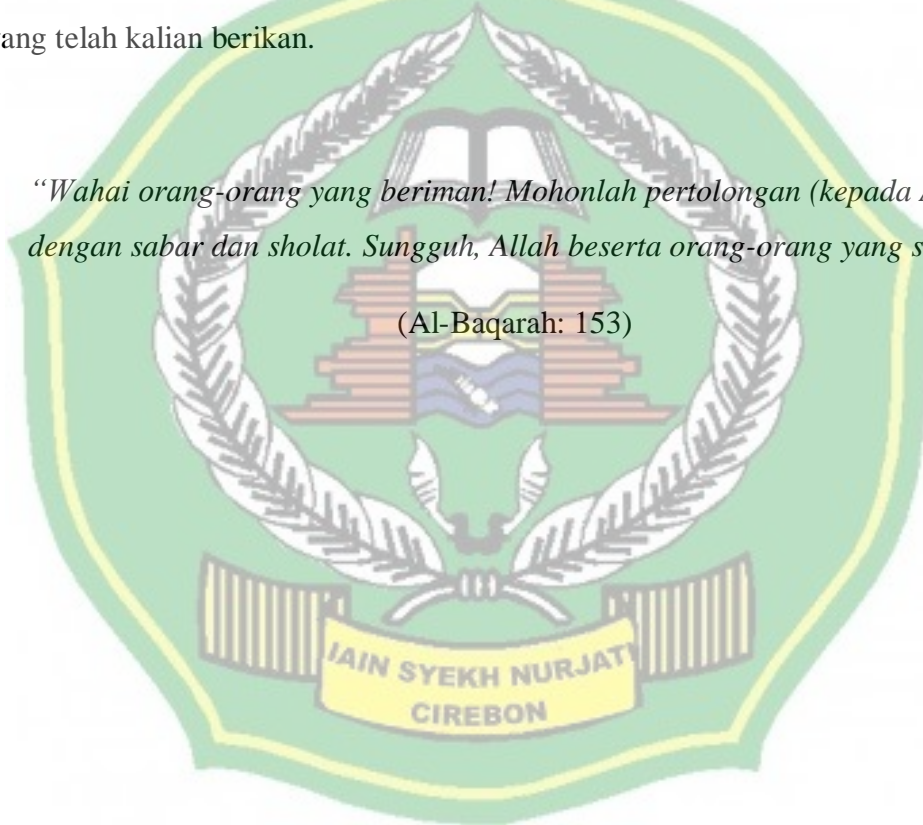 yang telah kalian berikan.
“Wahai orang-orang yang beriman! Mohonlah pertolongan (kepada
dengan sabar dan sholat. Sungguh, Allah beserta orang-orang yang
(Al-Baqarah: 153)
IAIN SYEKH NURJATI
CIREBON